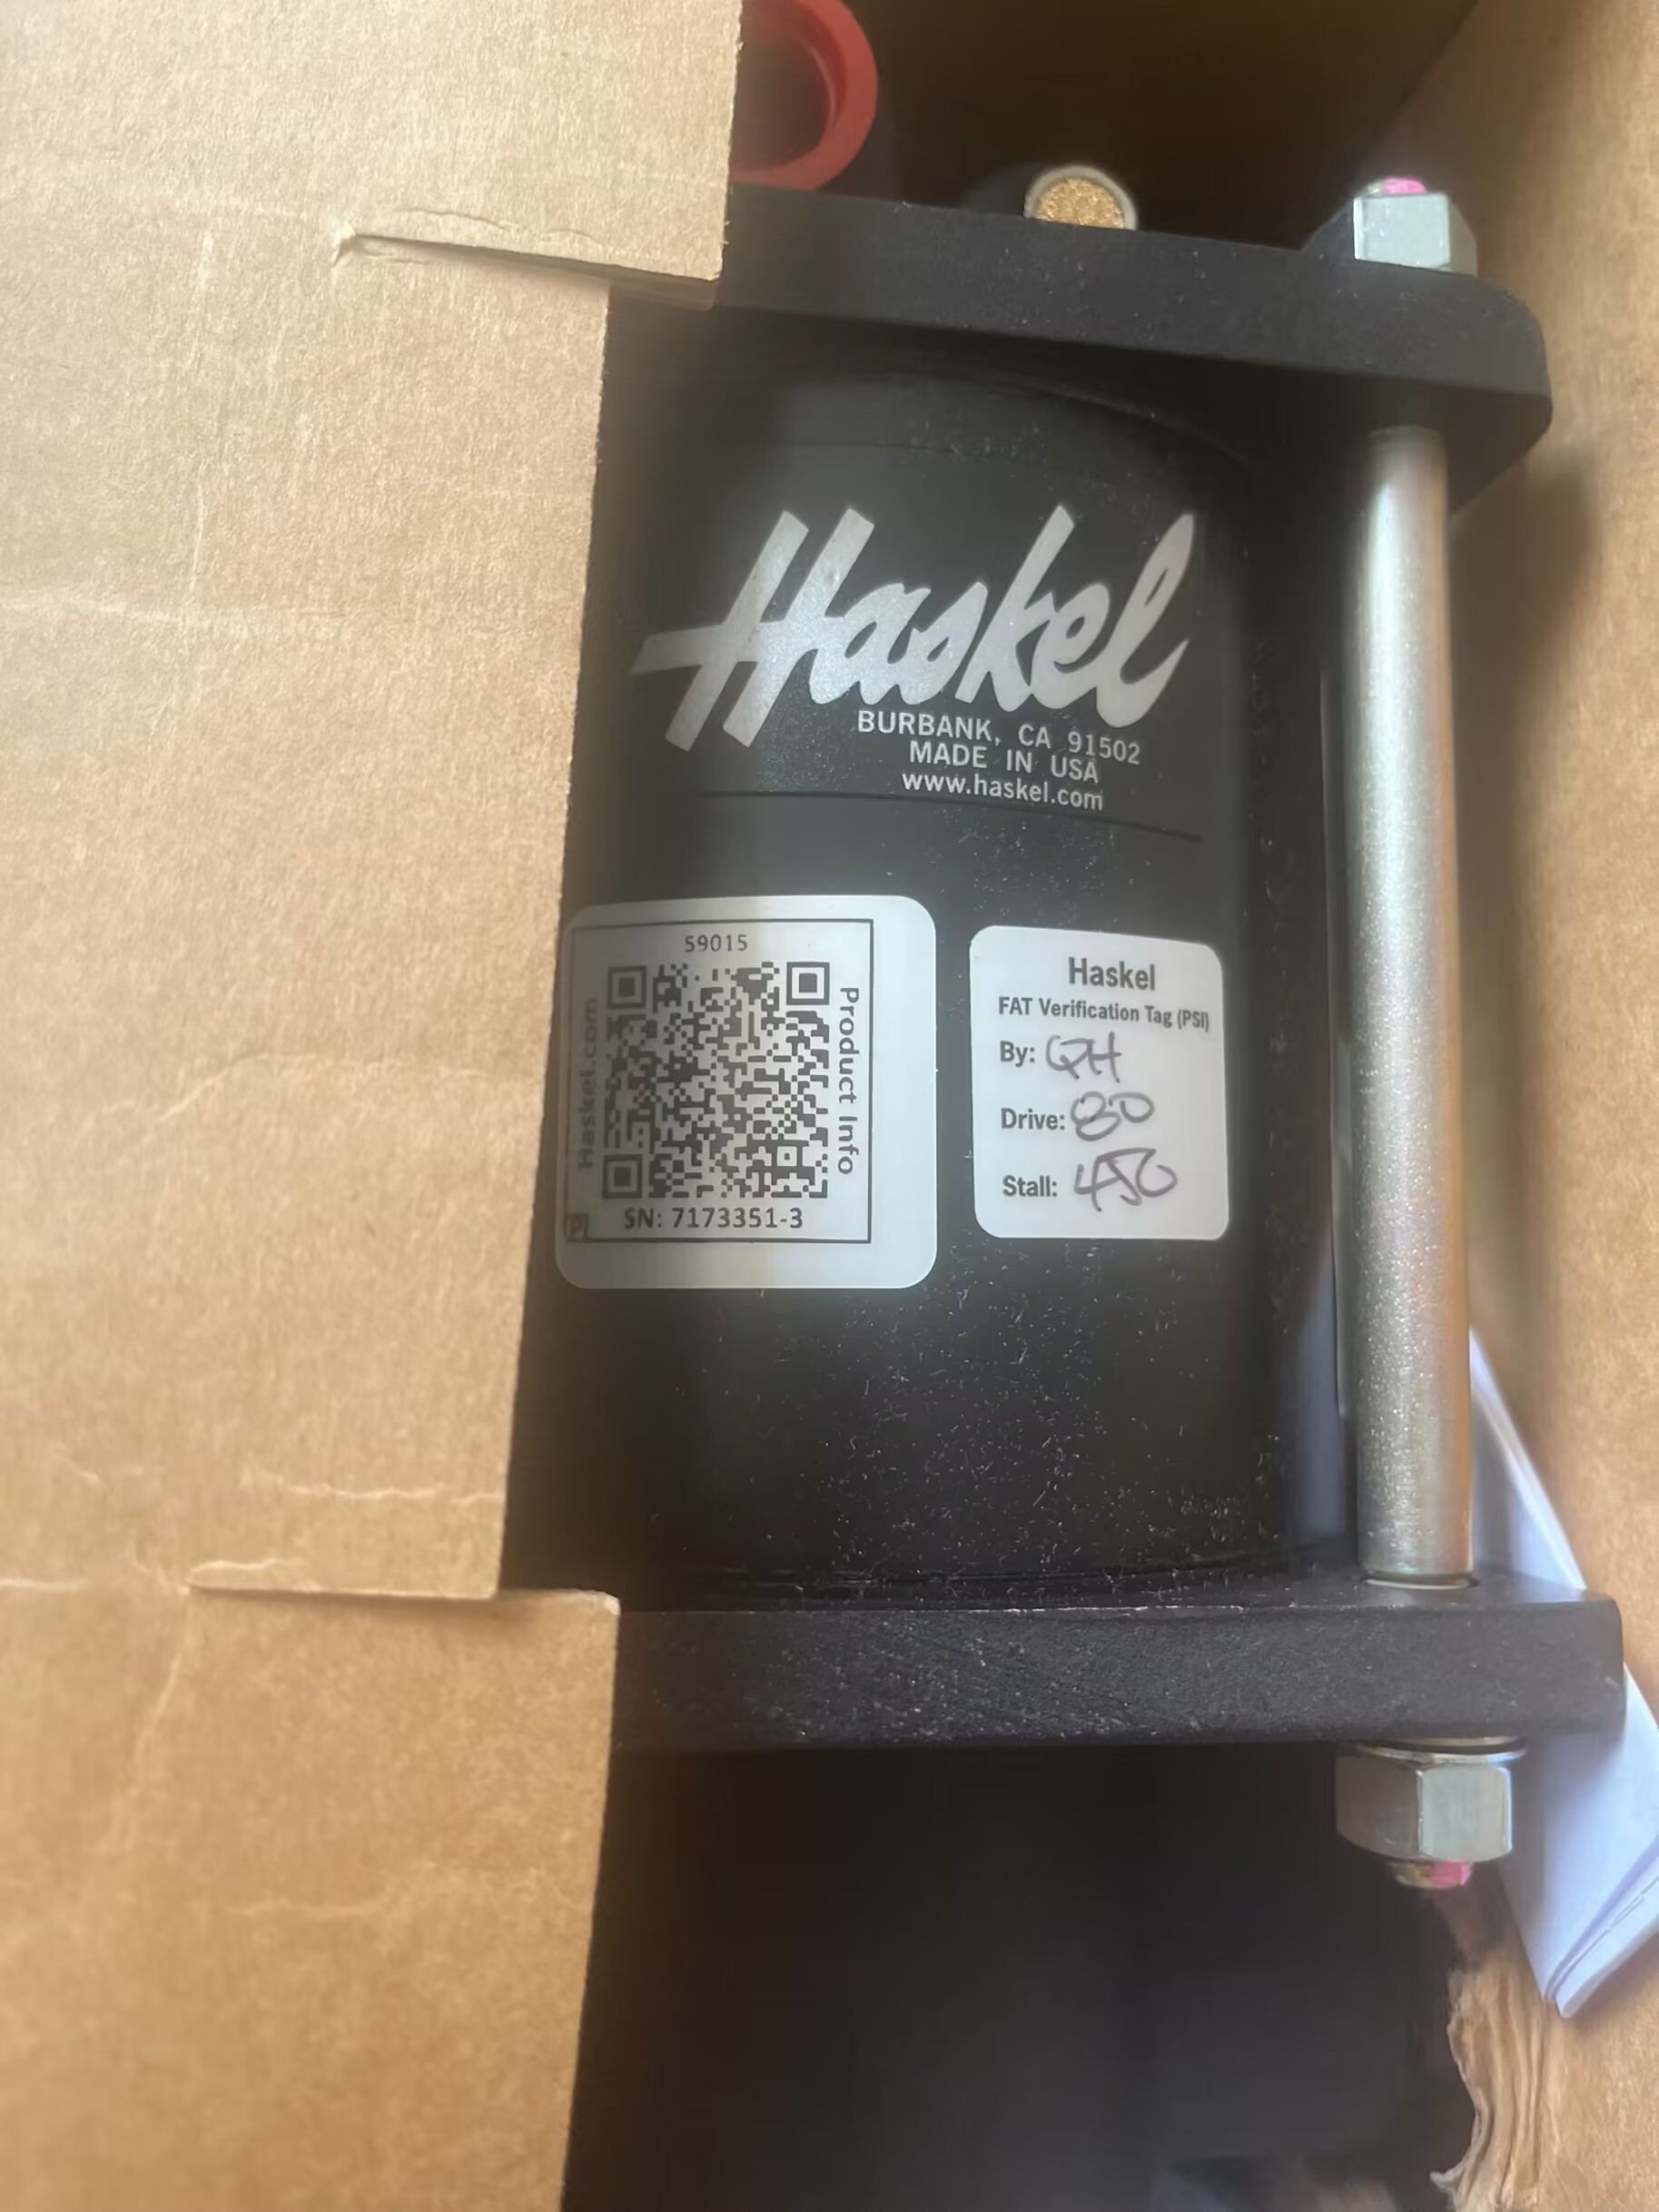 Haskel
BURBANK, CA 91502
MADE IN USA
www.haskel.com
59015
Haskel.com
Product Info
SN: 7173351-3
Haskel
FAT Verification Tag (PSI)
By: QH
Drive: 80
Stall: 450